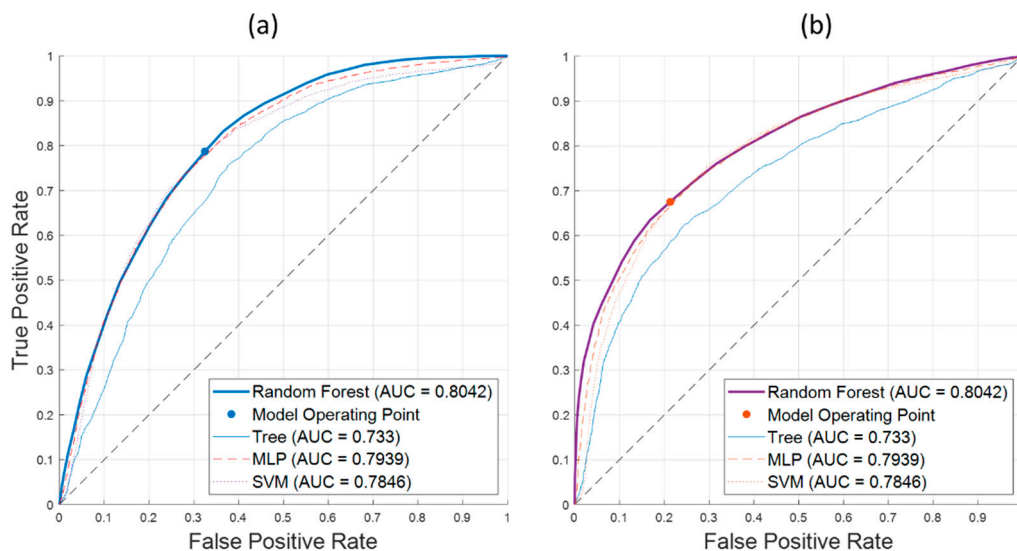 (a)
True Positive Rate
1
0.9
0.8
0.7
0.6
0.5
0.4
0.3
0.2
0.1
0
Random Forest (AUC = 0.8042)
Model Operating Point
Tree (AUC = 0.733)
MLP (AUC = 0.7939)
SVM (AUC = 0.7846)
0 0.1 0.2 0.3 0.4 0.5 0.6 0.7 0.8 0.9 1
False Positive Rate
(b)
1
0.9
0.8
0.7
0.6
0.5
0.4
0.3
0.2
0.1
0
Random Forest (AUC = 0.8042)
Model Operating Point
Tree (AUC = 0.733)
MLP (AUC = 0.7939)
SVM (AUC = 0.7846)
0 0.1 0.2 0.3 0.4 0.5 0.6 0.7 0.8 0.9
False Positive Rate